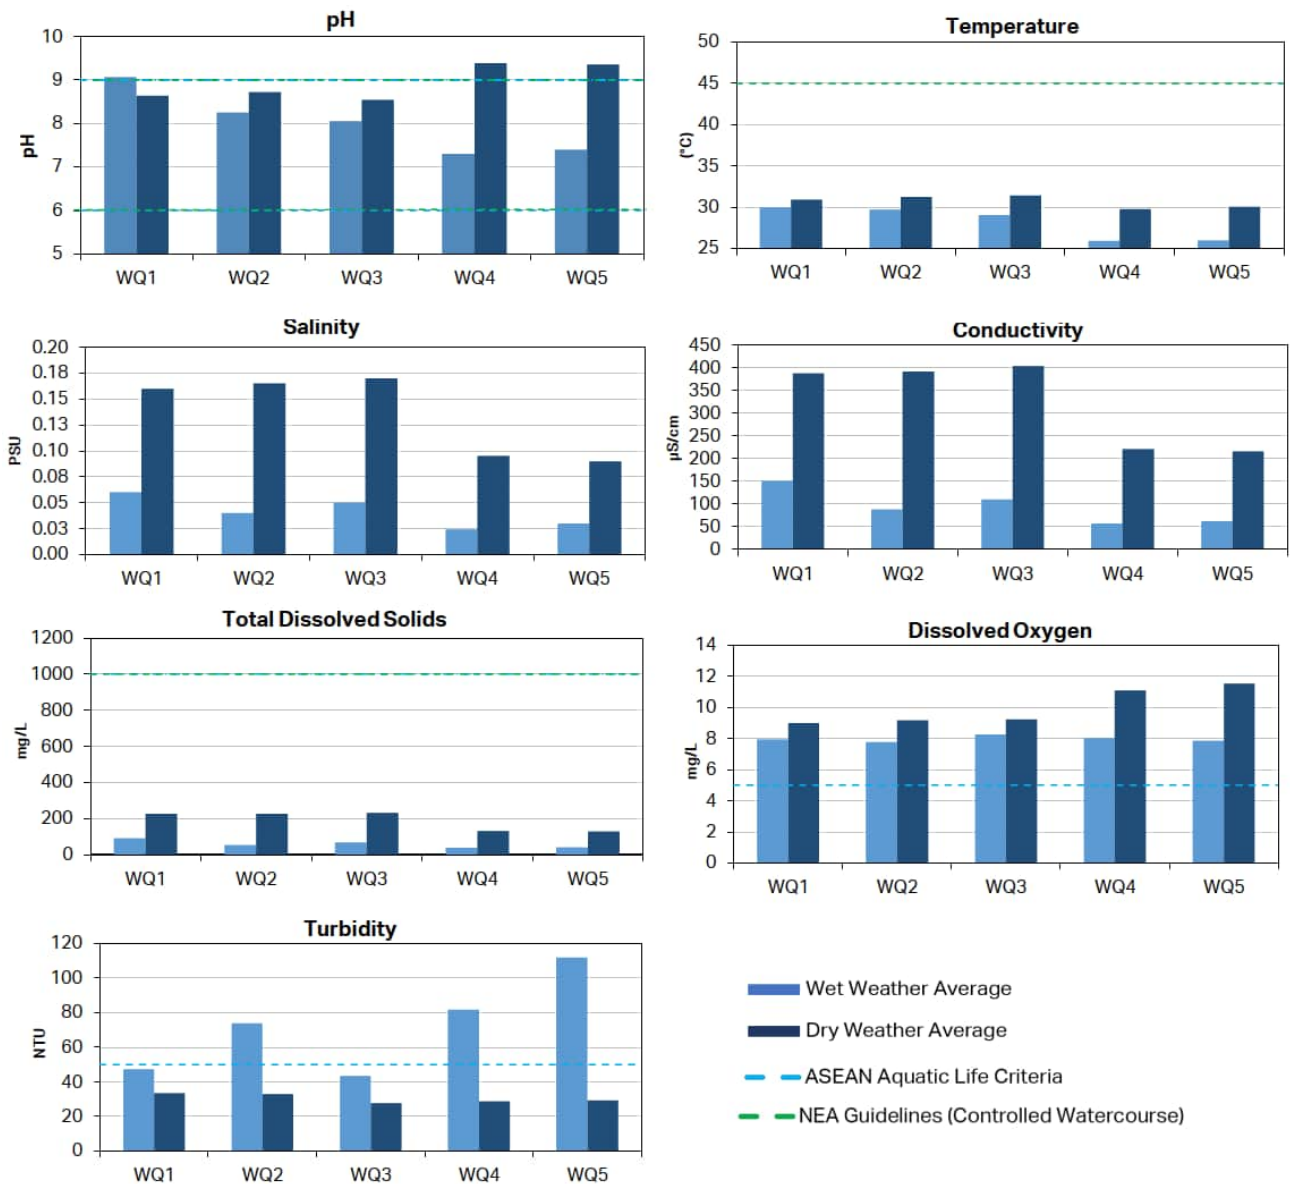 pH
10
9
8
7
6
5
pH
WQ1 WQ2 WQ3 WQ4 WQ5
Temperature
50
45
40
35
30
25
(°C)
WQ1 WQ2 WQ3 WQ4 WQ5
Salinity
0.20
0.18
0.15
0.13
0.10
0.08
0.05
0.03
0.00
PSU
WQ1 WQ2 WQ3 WQ4 WQ5
Conductivity
450
400
350
300
250
200
150
100
50
0
µS/cm
WQ1 WQ2 WQ3 WQ4 WQ5
Total Dissolved Solids
1200
1000
800
600
400
200
0
mg/L
WQ1 WQ2 WQ3 WQ4 WQ5
Dissolved Oxygen
14
12
10
8
6
4
2
0
mg/L
WQ1 WQ2 WQ3 WQ4 WQ5
Turbidity
120
100
80
60
40
20
0
NTU
WQ1 WQ2 WQ3 WQ4 WQ5
Wet Weather Average
Dry Weather Average
ASEAN Aquatic Life Criteria
NEA Guidelines (Controlled Watercourse)